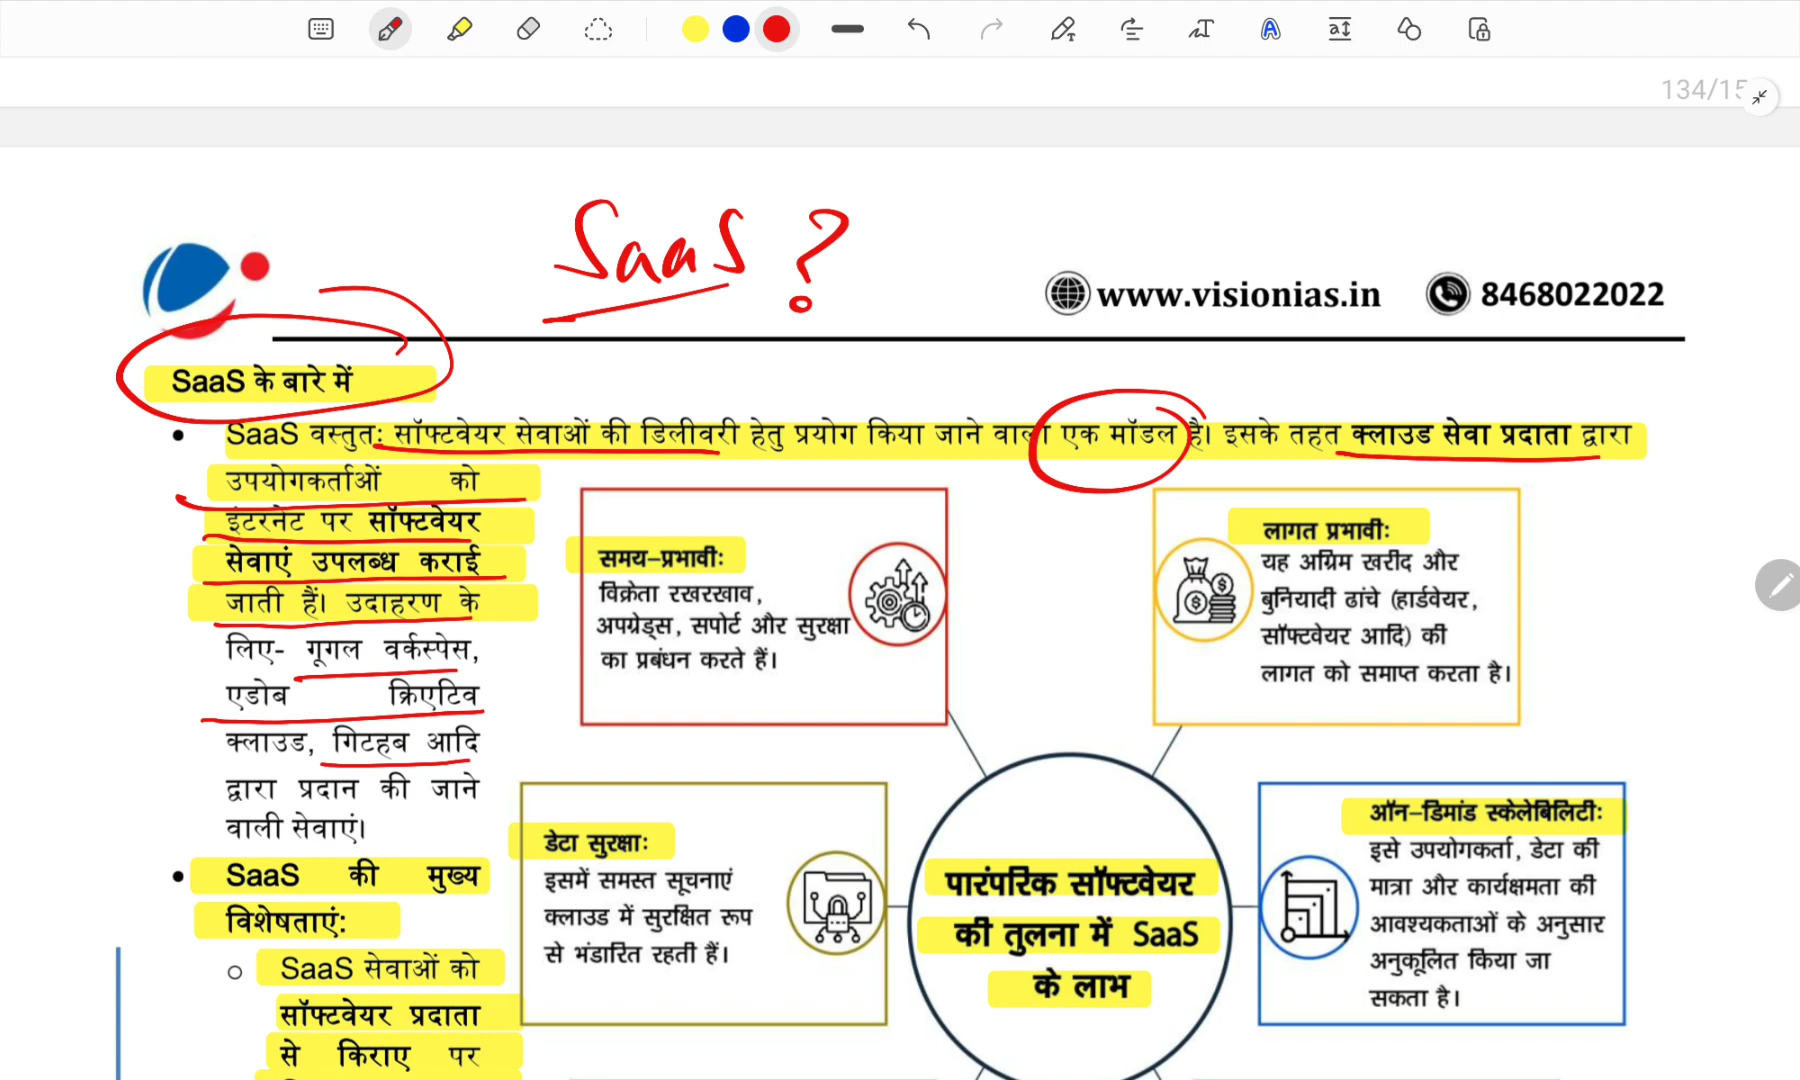 134/15
SaaS ?
www.visionias.in 8468022022
SaaS के बारे में
SaaS वस्तुतः सॉफ्टवेयर सेवाओं की डिलीवरी हेतु प्रयोग किया जाने वाला एक मॉडल है। इसके तहत क्लाउड सेवा प्रदाता द्वारा
उपयोगकर्ताओं को
इंटरनेट पर सॉफ्टवेयर
सेवाएं उपलब्ध कराई
जाती हैं। उदाहरण के
लिए- गूगल वर्कस्पेस,
एडोब क्रिएटिव
क्लाउड, गिटहब आदि
द्वारा प्रदान की जाने
वाली सेवाएं।
SaaS की मुख्य
विशेषताएं:
SaaS सेवाओं को
सॉफ्टवेयर प्रदाता
से किराए पर
समय-प्रभावी:
विक्रेता रखरखाव,
अपग्रेड्स, सपोर्ट और सुरक्षा
का प्रबंधन करते हैं।
लागत प्रभावी:
यह अग्रिम खरीद और
बुनियादी ढांचे (हार्डवेयर,
सॉफ्टवेयर आदि) की
लागत को समाप्त करता है।
डेटा सुरक्षा:
इसमें समस्त सूचनाएं
क्लाउड में सुरक्षित रूप
से भंडारित रहती हैं।
पारंपरिक सॉफ्टवेयर
की तुलना में SaaS
के लाभ
ऑन-डिमांड स्केलेबिलिटी:
इसे उपयोगकर्ता, डेटा की
मात्रा और कार्यक्षमता की
आवश्यकताओं के अनुसार
अनुकूलित किया जा
सकता है।